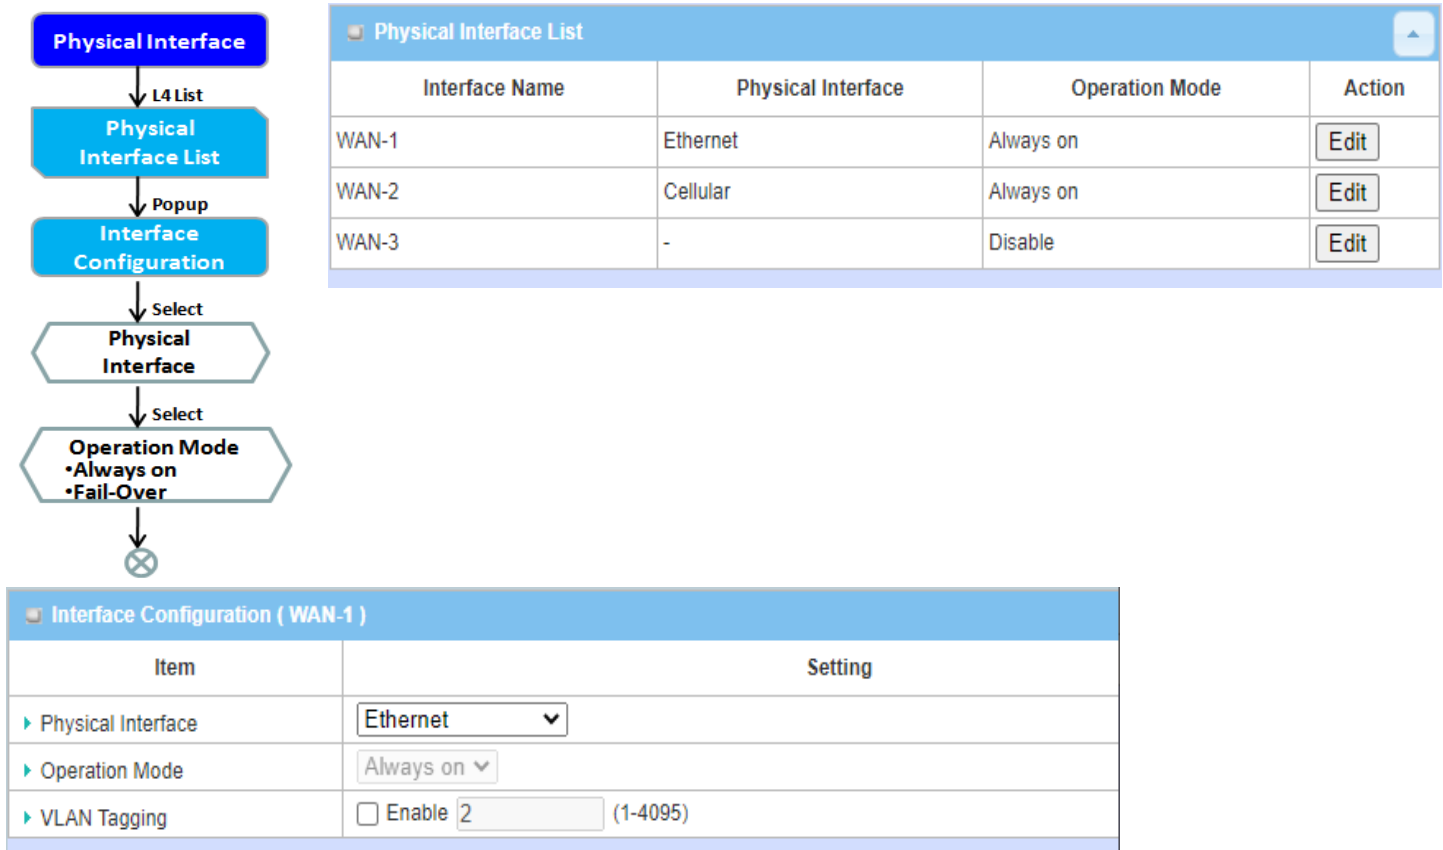 Physical Interface
L4 List
Physical
Interface List
Popup
Interface
Configuration
Select
Physical
Interface
Select
Operation Mode
•Always on
•Fail-Over
Physical Interface List
Interface Name Physical Interface Operation Mode Action
WAN-1 Ethernet Always on Edit
WAN-2 Cellular Always on Edit
WAN-3 - Disable Edit
Interface Configuration ( WAN-1 )
Item Setting
Physical Interface Ethernet
Operation Mode Always on
VLAN Tagging Enable 2 (1-4095)